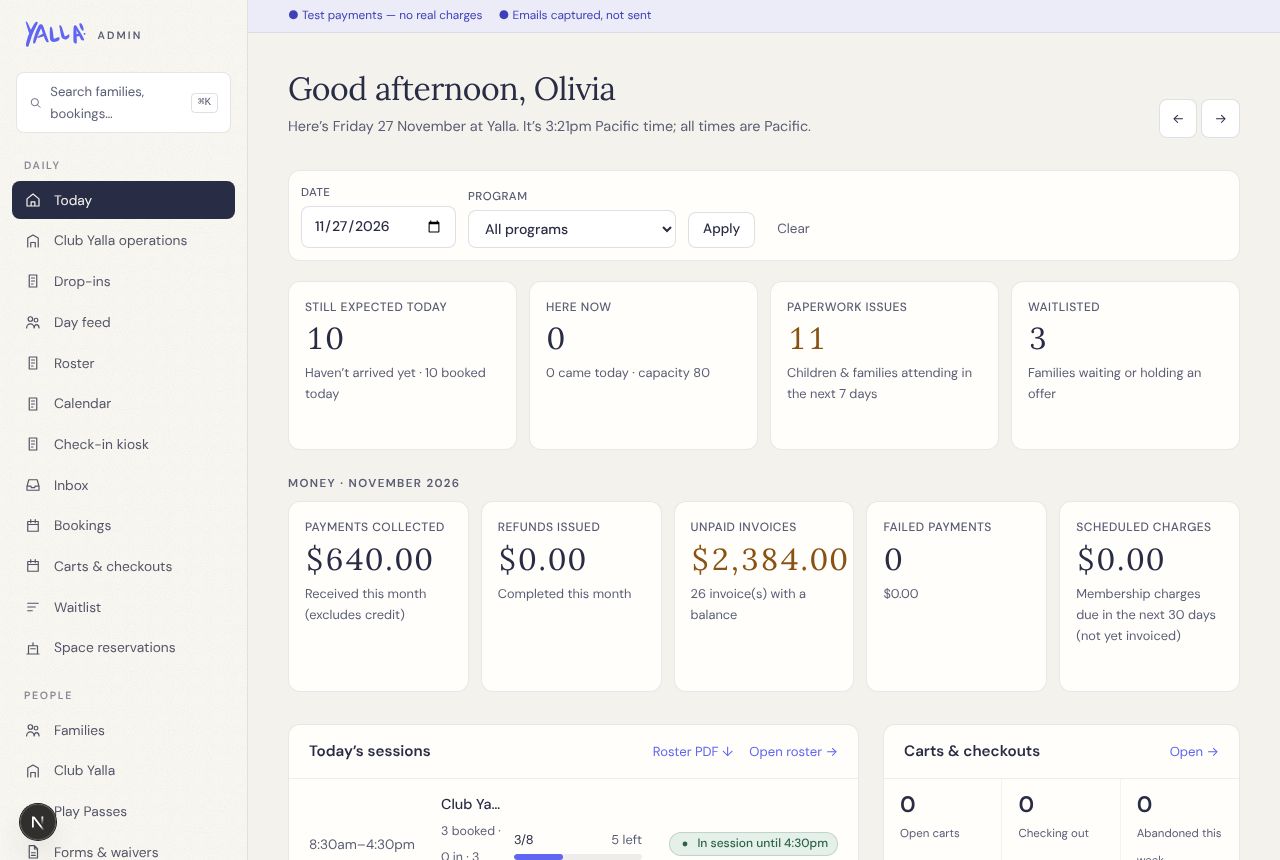 YALLA ADMIN
Test payments — no real charges
Emails captured, not sent
Search families,
bookings…
⌘K
DAILY
Today
Club Yalla operations
Drop-ins
Day feed
Roster
Calendar
Check-in kiosk
Inbox
Bookings
Carts & checkouts
Waitlist
Space reservations
PEOPLE
Families
Club Yalla
Play Passes
Forms & waivers
N
Good afternoon, Olivia
Here’s Friday 27 November at Yalla. It’s 3:21pm Pacific time; all times are Pacific.
← →
DATE
11/27/2026
PROGRAM
All programs
Apply
Clear
STILL EXPECTED TODAY
10
Haven’t arrived yet · 10 booked
today
HERE NOW
0
0 came today · capacity 80
PAPERWORK ISSUES
11
Children & families attending in
the next 7 days
WAITLISTED
3
Families waiting or holding an
offer
MONEY · NOVEMBER 2026
PAYMENTS COLLECTED
$640.00
Received this month
(excludes credit)
REFUNDS ISSUED
$0.00
Completed this month
UNPAID INVOICES
$2,384.00
26 invoice(s) with a
balance
FAILED PAYMENTS
0
$0.00
SCHEDULED CHARGES
$0.00
Membership charges
due in the next 30 days
(not yet invoiced)
Today’s sessions
Roster PDF ↓
Open roster →
8:30am–4:30pm
Club Ya…
3 booked ·
0 in · 3
3/8
5 left
In session until 4:30pm
Carts & checkouts
Open →
0
Open carts
0
Checking out
0
Abandoned this
week